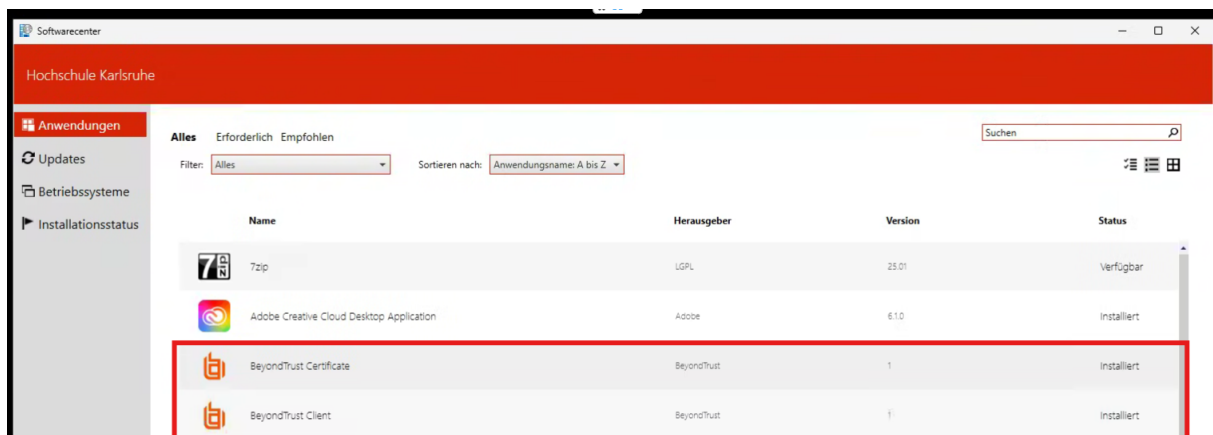 Softwarecenter
Hochschule Karlsruhe
Anwendungen
Updates
Betriebssysteme
Installationsstatus
Alles Erforderlich Empfohlen
Suchen
Filter: Alles Sortieren nach: Anwendungsname: A bis Z
Name Herausgeber Version Status
7zip LGPL 25.01 Verfügbar
Adobe Creative Cloud Desktop Application Adobe 6.1.0 Installiert
BeyondTrust Certificate BeyondTrust 1 Installiert
BeyondTrust Client BeyondTrust 1 Installiert